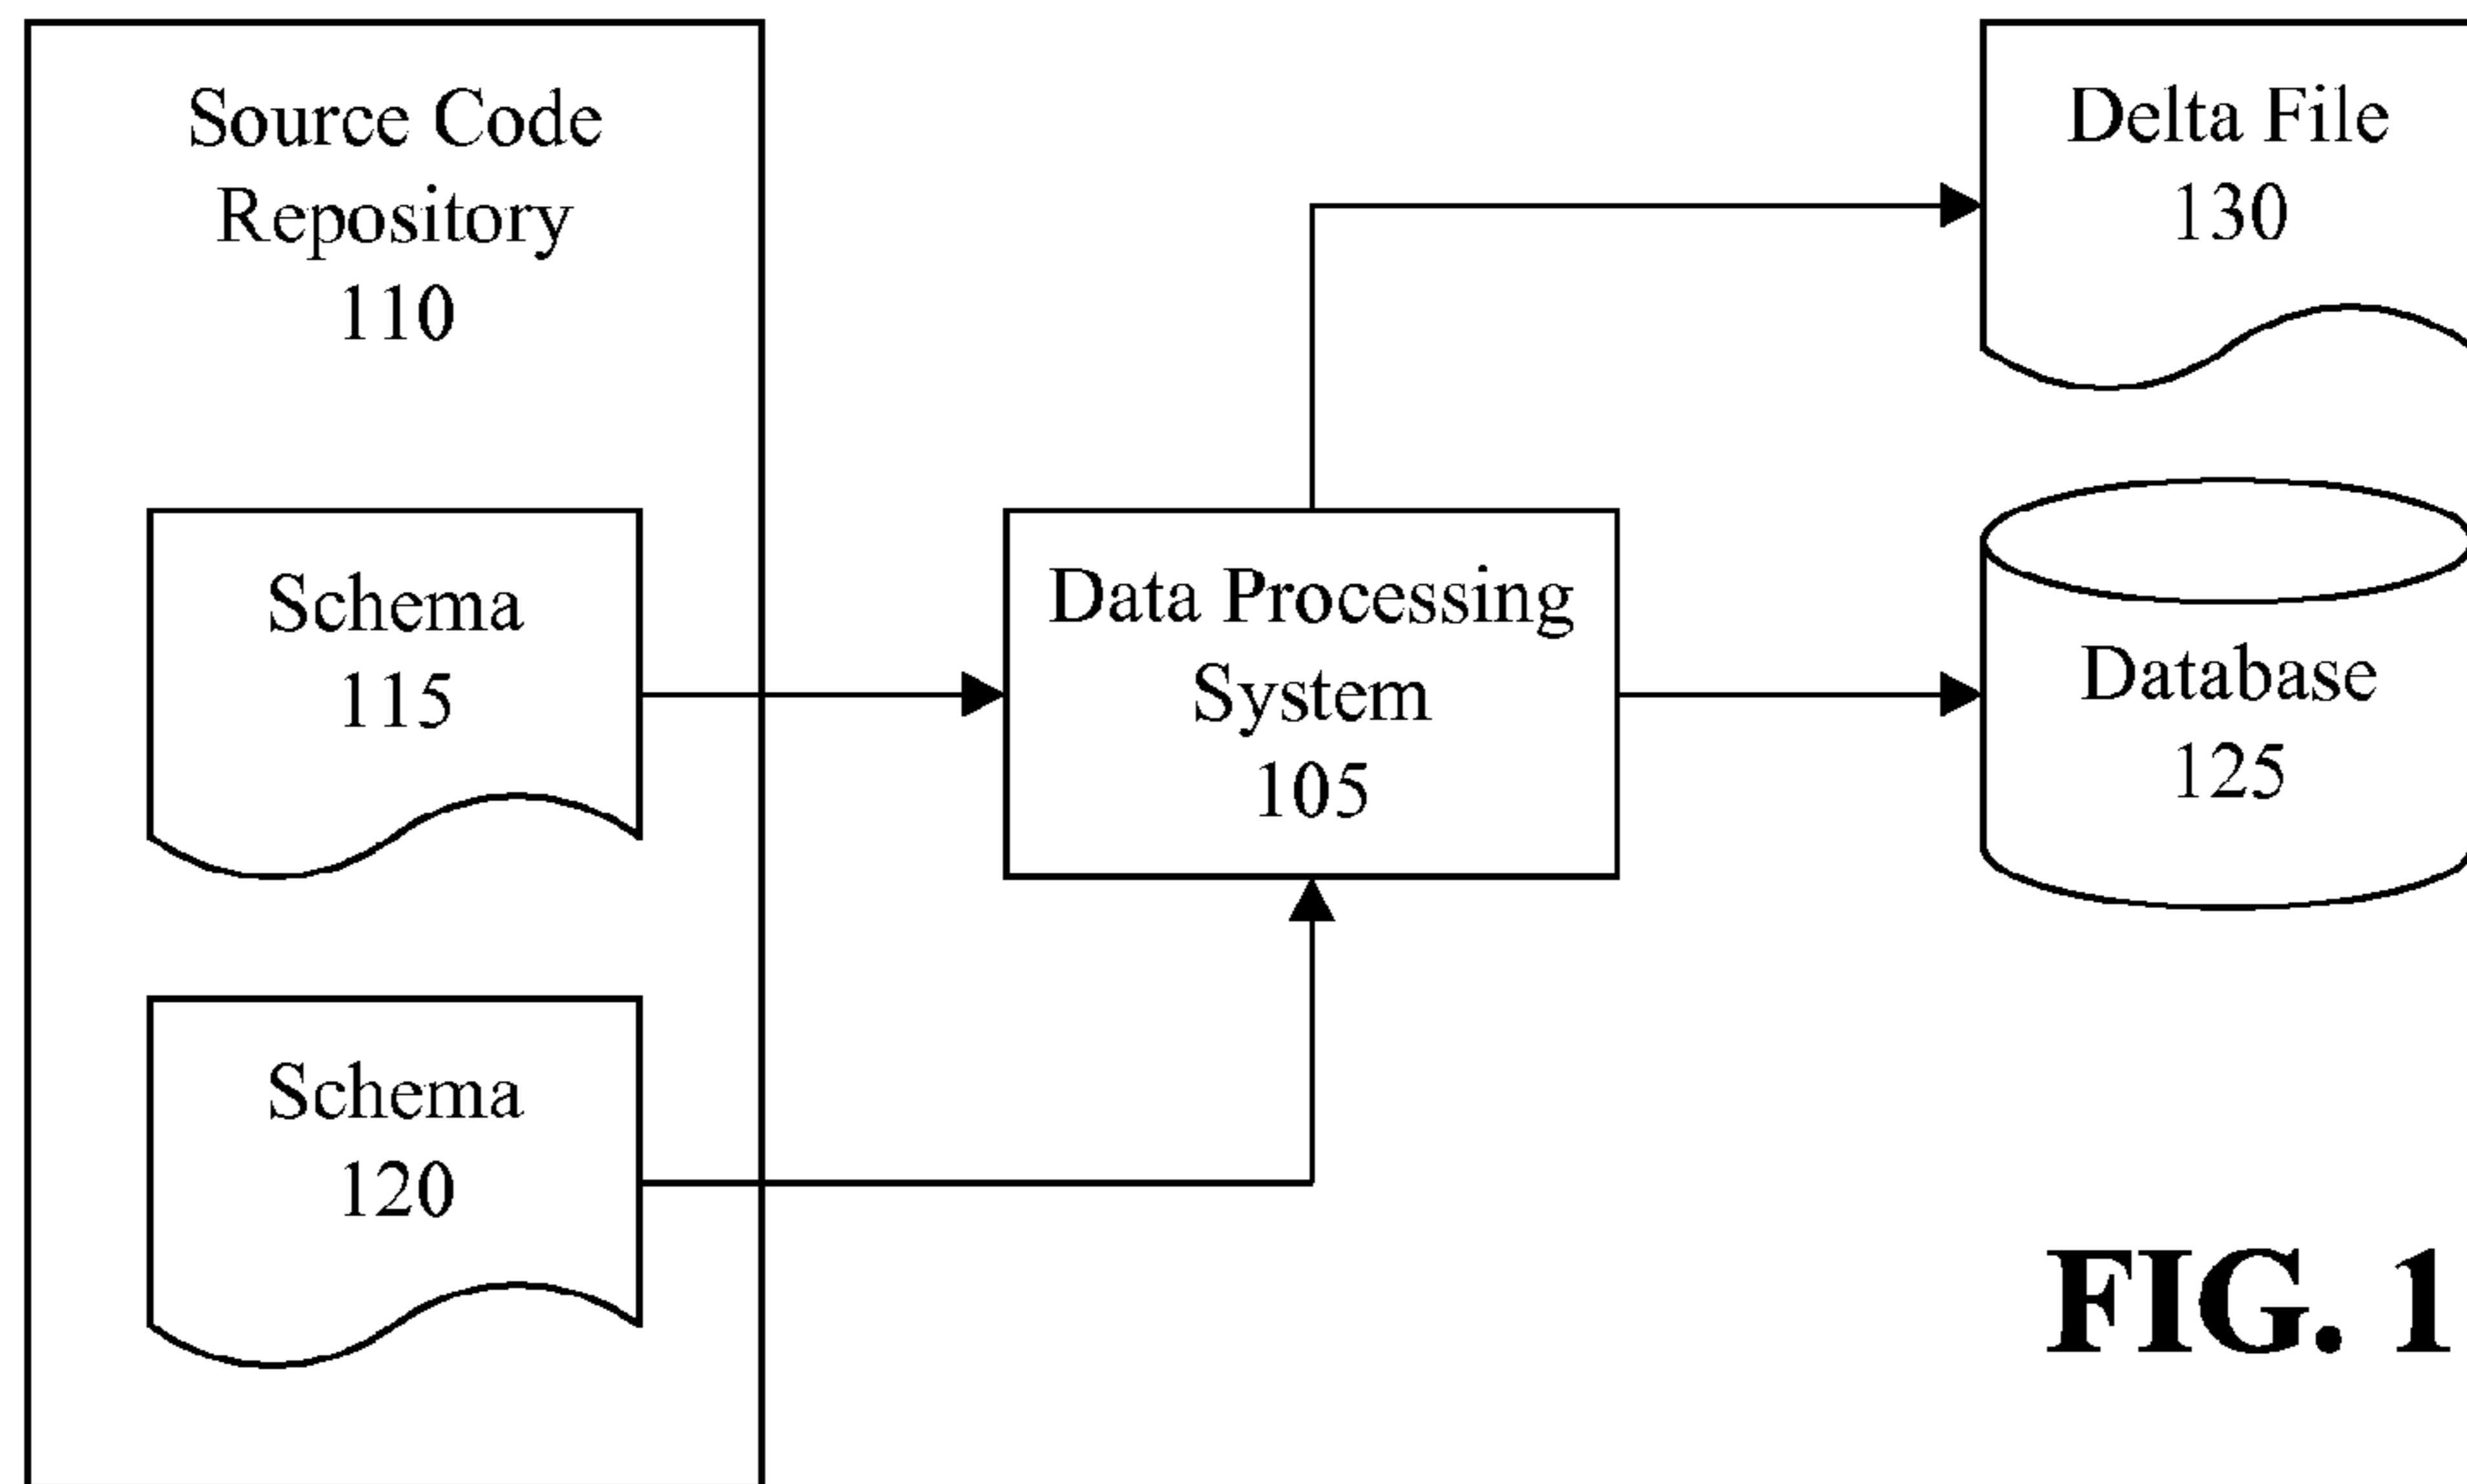 Source Code
Repository
110
Schema
115
Schema
120
Data Processing
System
105
Delta File
130
Database
125
FIG. 1